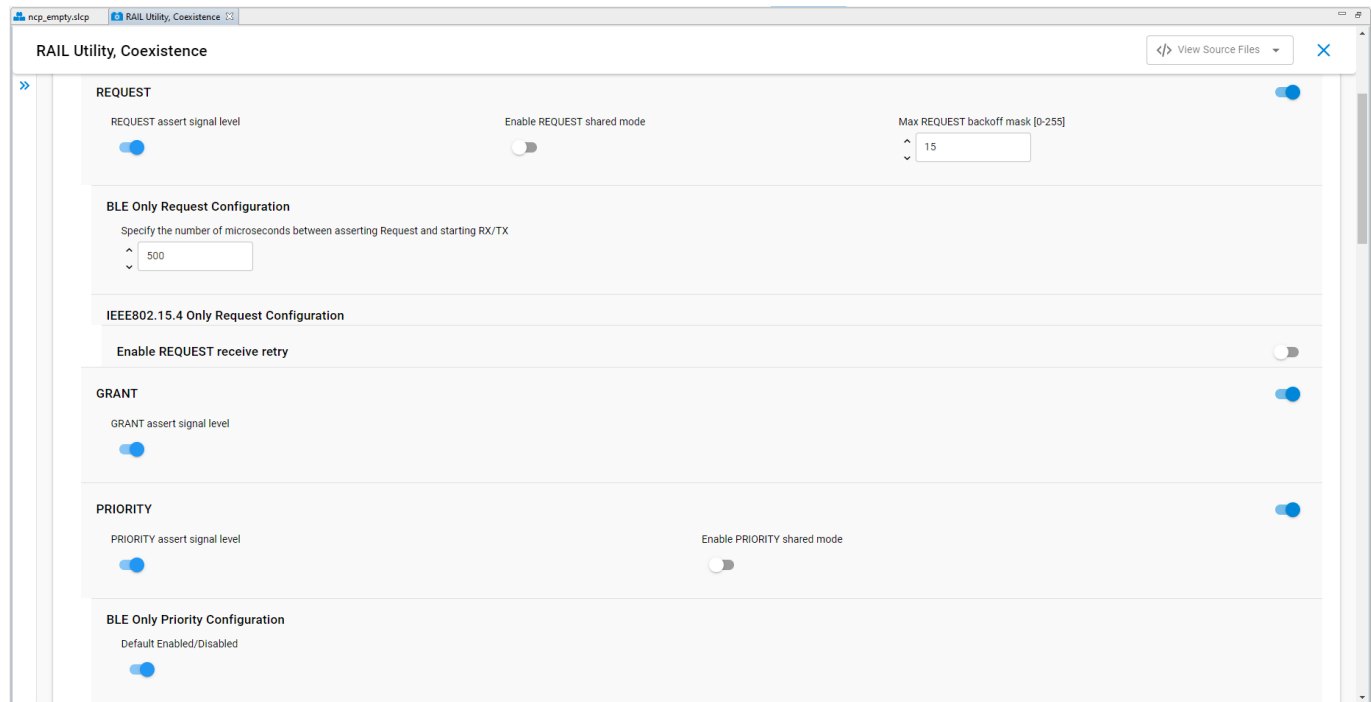 ncp_empty.slcp
RAIL Utility, Coexistence
RAIL Utility, Coexistence
View Source Files
REQUEST
REQUEST assert signal level
Enable REQUEST shared mode
Max REQUEST backoff mask [0-255]
15
BLE Only Request Configuration
Specify the number of microseconds between asserting Request and starting RX/TX
500
IEEE802.15.4 Only Request Configuration
Enable REQUEST receive retry
GRANT
GRANT assert signal level
PRIORITY
PRIORITY assert signal level
Enable PRIORITY shared mode
BLE Only Priority Configuration
Default Enabled/Disabled